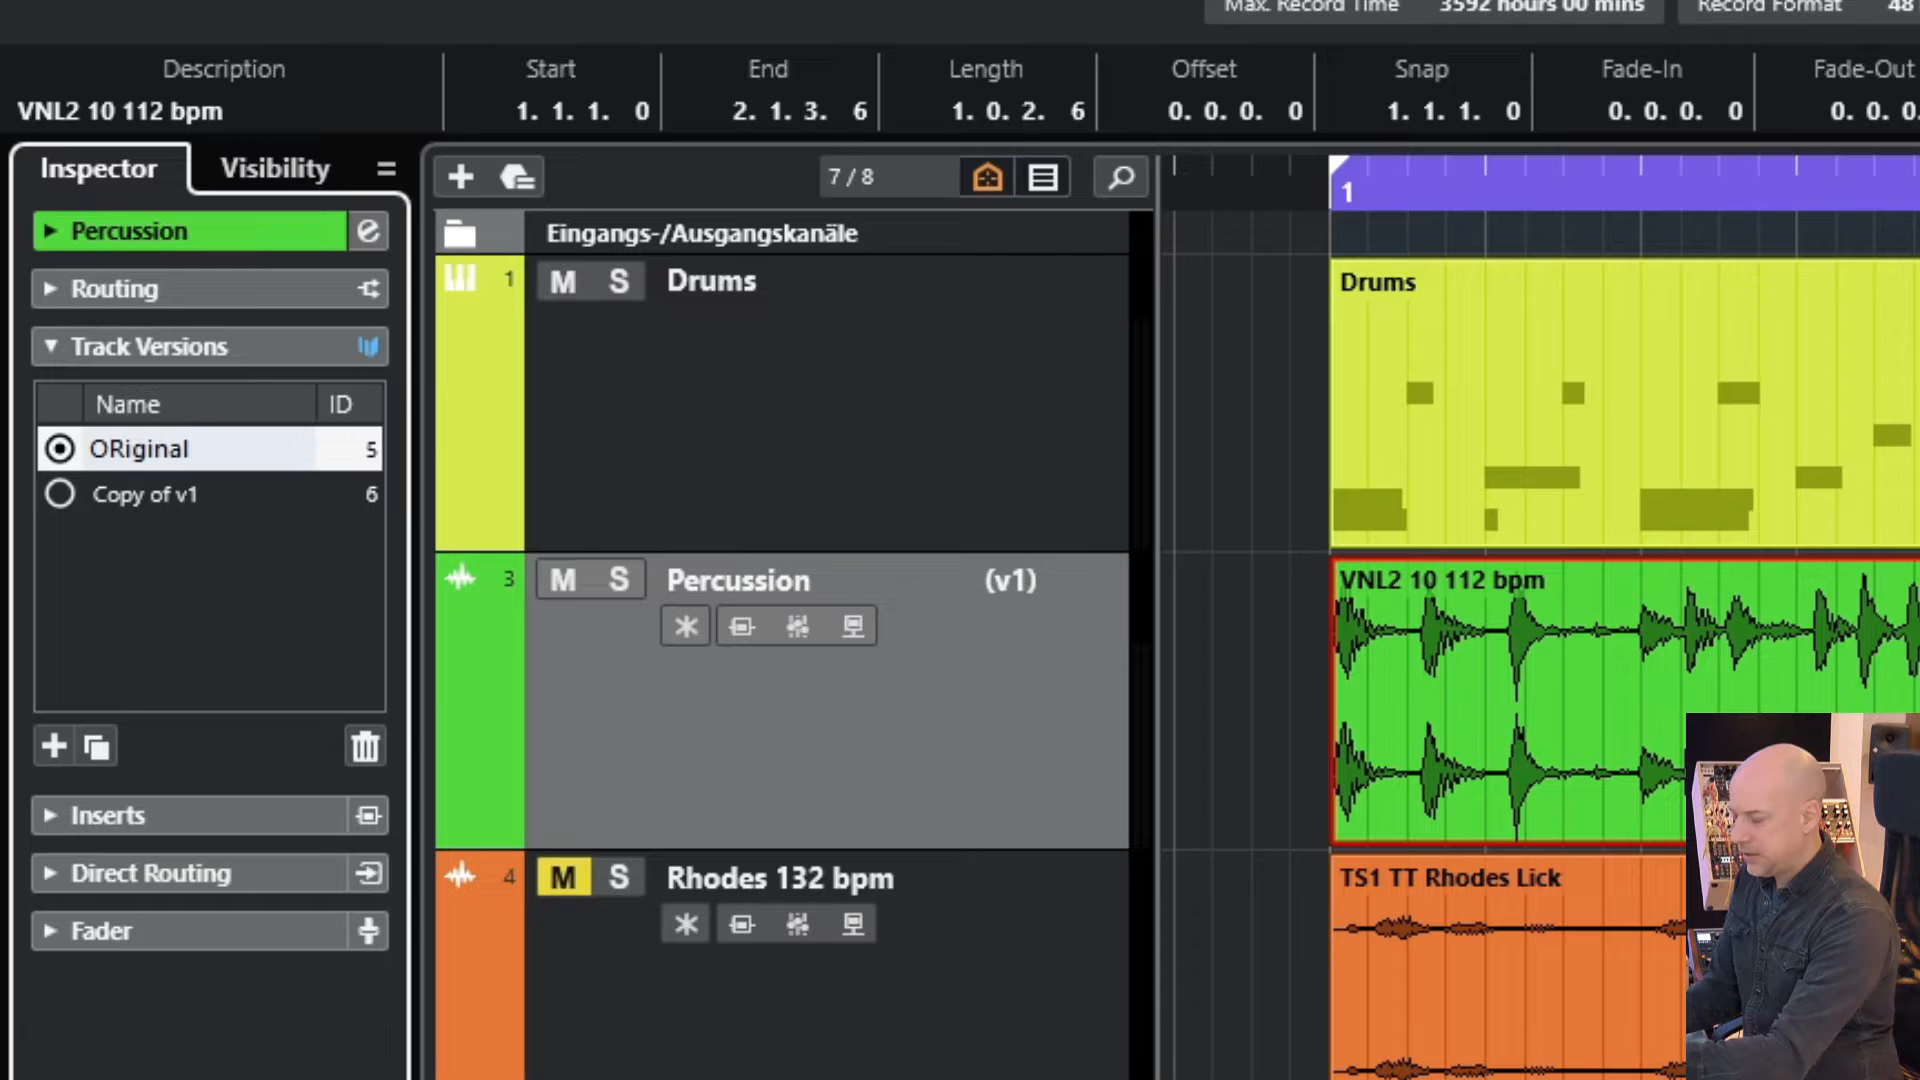 Max. Record Time 3592 hours 00 mins Record Format 48
Description Start End Length Offset Snap Fade-In Fade-Out
VNL2 10 112 bpm 1. 1. 1. 0 2. 1. 3. 6 1. 0. 2. 6 0. 0. 0. 0 1. 1. 1. 0 0. 0. 0. 0 0. 0. 0.
Inspector Visibility
7 / 8
1
Percussion
Routing
Track Versions
Name ID
ORiginal 5
Copy of v1 6
Inserts
Direct Routing
Fader
Eingangs-/Ausgangskanäle
1 M S Drums
3 M S Percussion (v1)
4 M S Rhodes 132 bpm
Drums
VNL2 10 112 bpm
TS1 TT Rhodes Lick